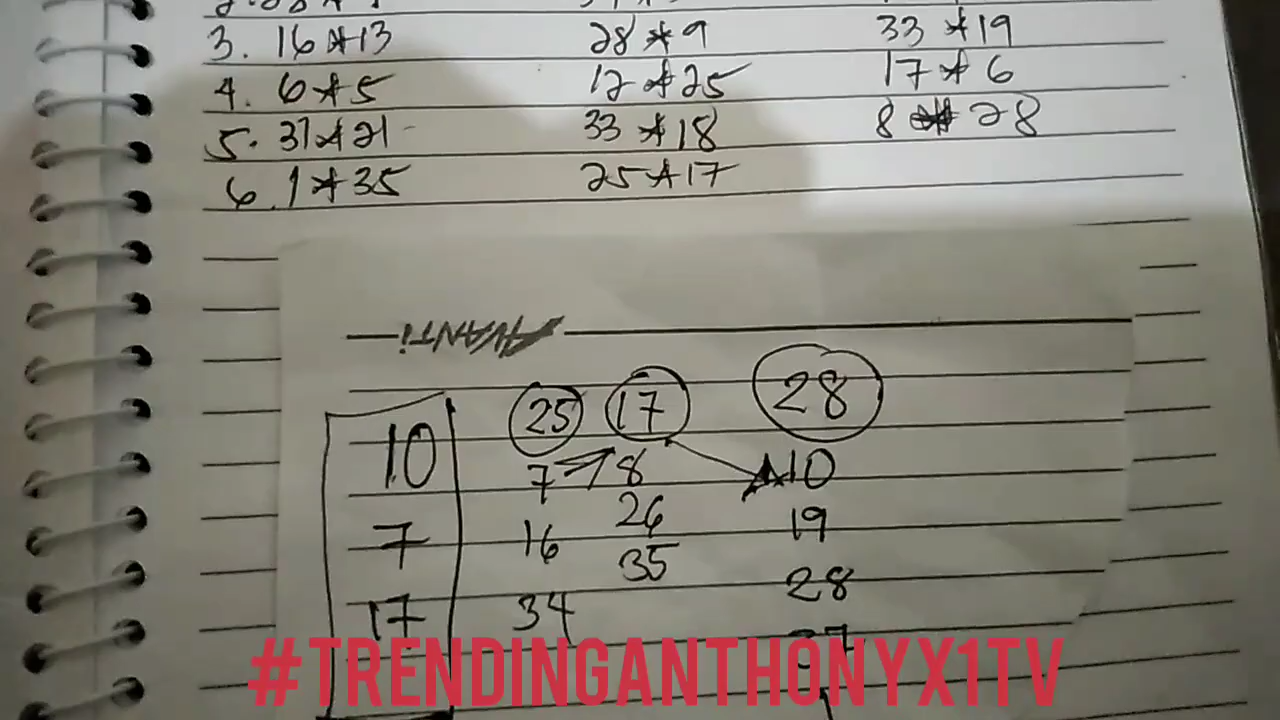 3. 16*13 28*9 33*19
4. 6*5 12*25 17*6
5. 31*21 33*18 8*28
6. 1*35 25*17
AVANTI
25 17 28
10 7 8 10
26 19
7 16 35
28
17 34
37
#TRENDINGANTHONYX1TV